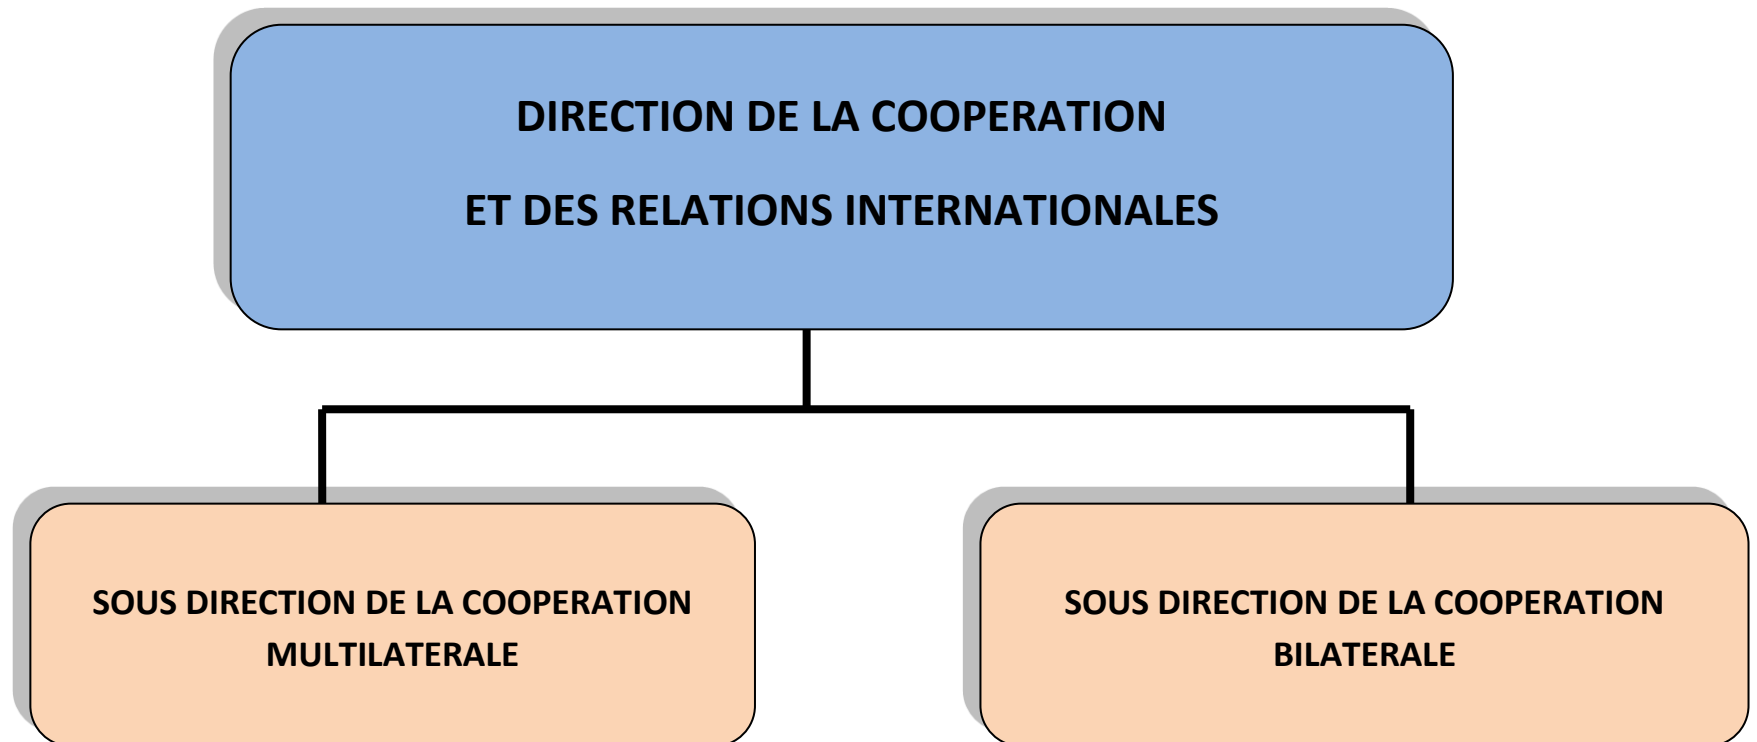 DIRECTION DE LA COOPERATION
ET DES RELATIONS INTERNATIONALES
SOUS DIRECTION DE LA COOPERATION
MULTILATERALE
SOUS DIRECTION DE LA COOPERATION
BILATERALE